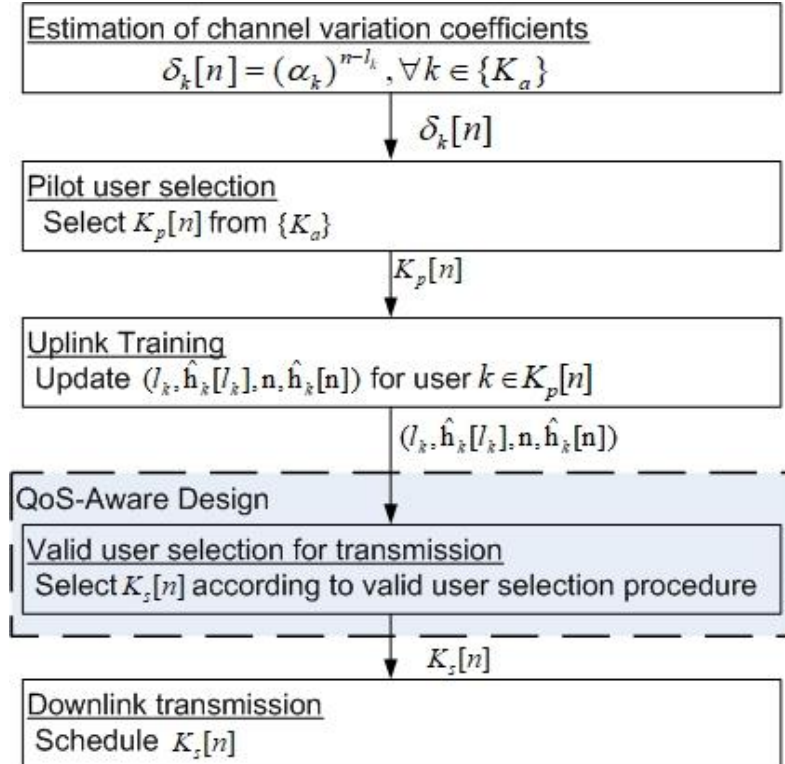 Estimation of channel variation coefficients
δ_k[n] = (α_k)^{n−l_k}, ∀k ∈ {K_a}
δ_k[n]
Pilot user selection
Select K_p[n] from {K_a}
K_p[n]
Uplink Training
Update (l_k, ĥ_k[l_k], n, ĥ_k[n]) for user k ∈ K_p[n]
(l_k, ĥ_k[l_k], n, ĥ_k[n])
QoS-Aware Design
Valid user selection for transmission
Select K_s[n] according to valid user selection procedure
K_s[n]
Downlink transmission
Schedule K_s[n]